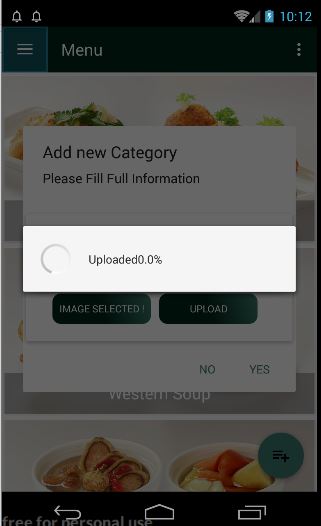 10:12
Menu
Add new Category
Please Fill Full Information
Uploaded0.0%
IMAGE SELECTED !
UPLOAD
NO
YES
Western Soup
free for personal use